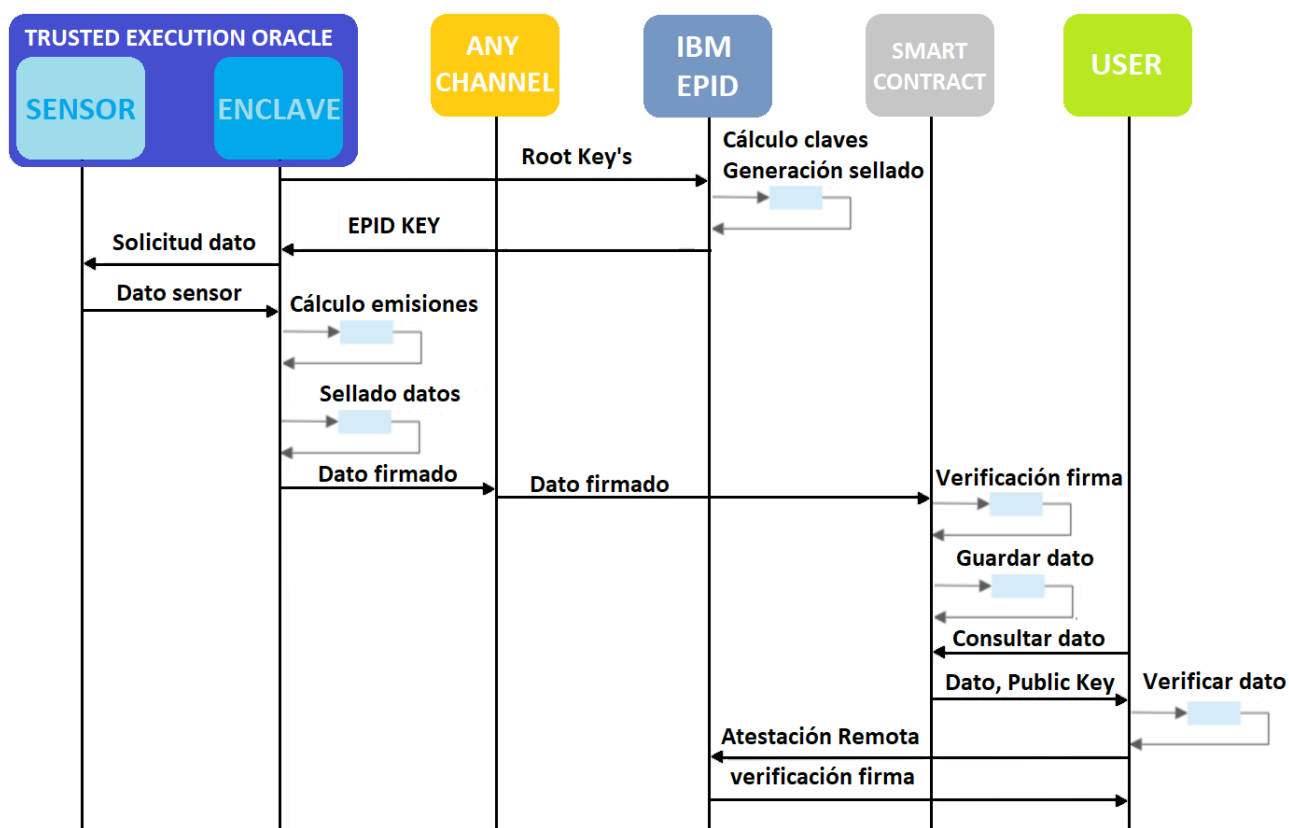 TRUSTED EXECUTION ORACLE
SENSOR
ENCLAVE
ANY
CHANNEL
IBM
EPID
SMART
CONTRACT
USER
Root Key's
Cálculo claves
Generación sellado
EPID KEY
Solicitud dato
Dato sensor
Cálculo emisiones
Sellado datos
Dato firmado
Dato firmado
Verificación firma
Guardar dato
Consultar dato
Dato, Public Key
Verificar dato
Atestación Remota
verificación firma